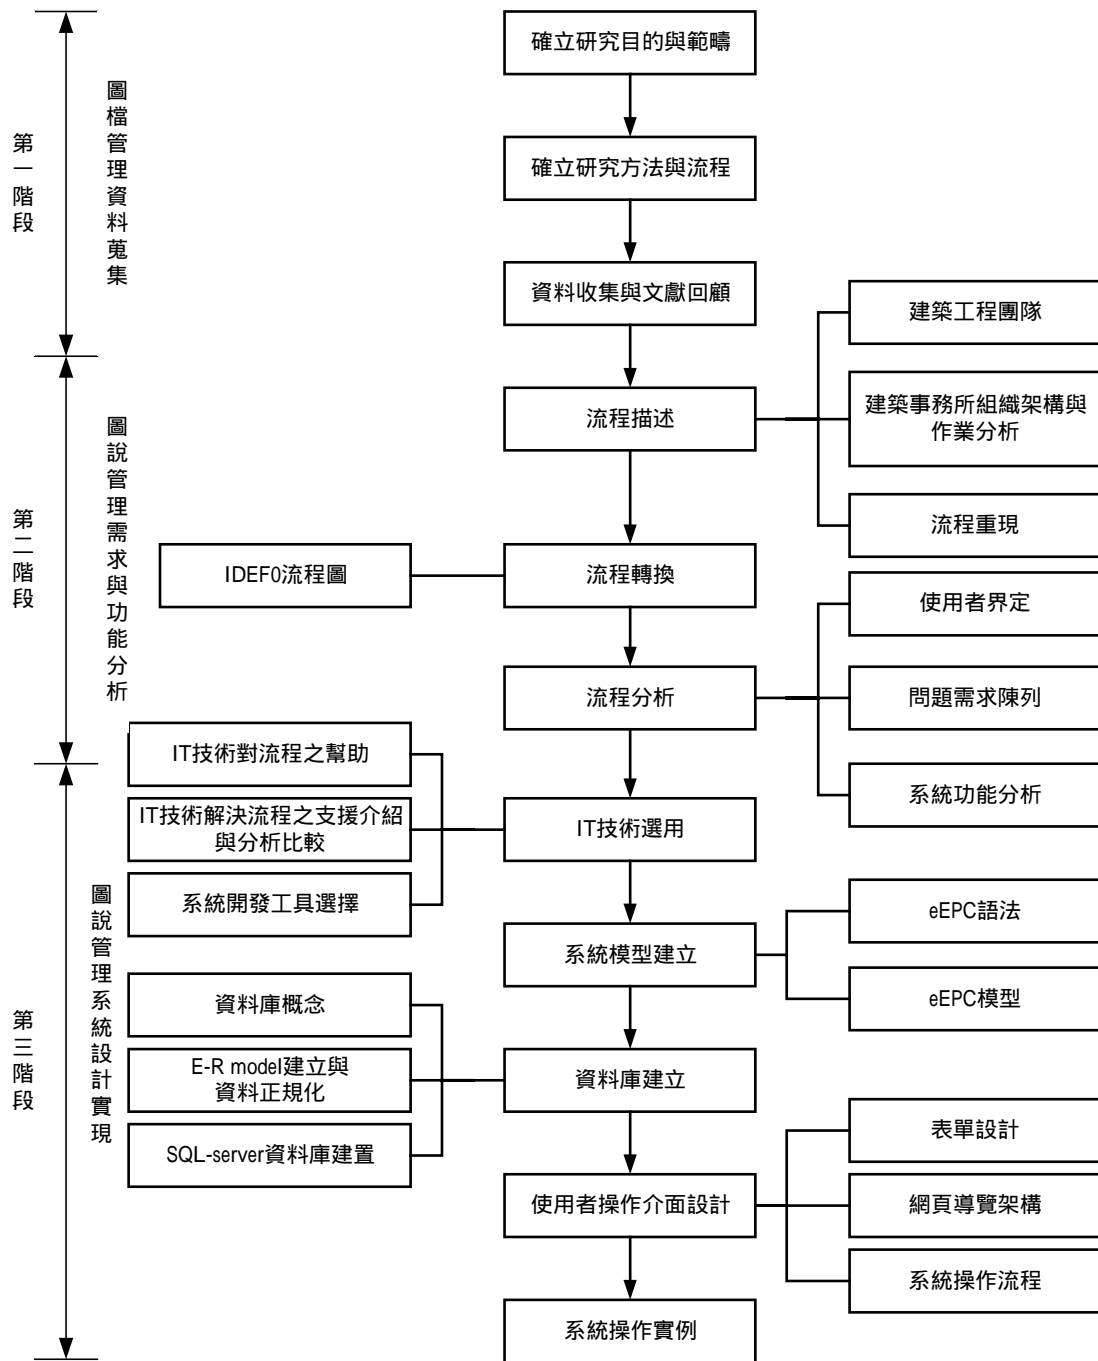 第一階段
圖檔管理資料蒐集
確立研究目的與範疇
確立研究方法與流程
資料收集與文獻回顧
第二階段
圖說管理需求與功能分析
流程描述
建築工程團隊
建築事務所組織架構與
作業分析
流程重現
IDEF0流程圖
流程轉換
流程分析
使用者界定
問題需求陳列
系統功能分析
第三階段
圖說管理系統設計實現
IT技術對流程之幫助
IT技術解決流程之支援介紹
與分析比較
系統開發工具選擇
IT技術選用
系統模型建立
eEPC語法
eEPC模型
資料庫概念
E-R model建立與
資料正規化
SQL-server資料庫建置
資料庫建立
使用者操作介面設計
表單設計
網頁導覽架構
系統操作流程
系統操作實例